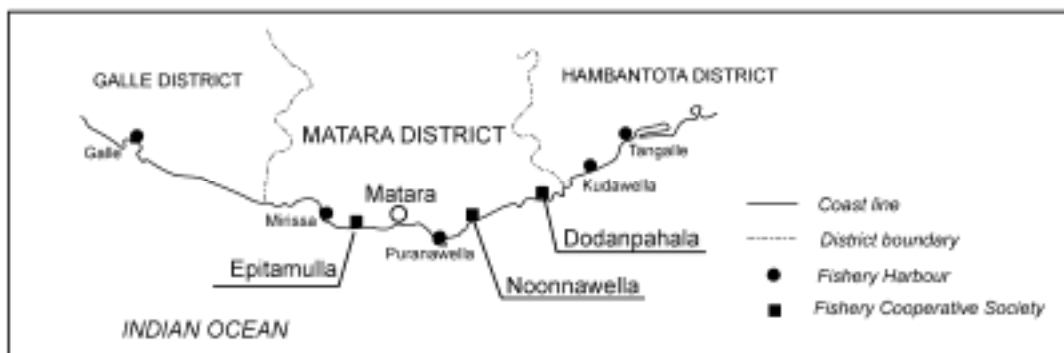 GALLE DISTRICT
HAMBANTOTA DISTRICT
MATARA DISTRICT
Galle
Tangalle
Kudawella
Matara
Mirissa
Puranawella
Dodanpahala
Epitamulla
Noonnawella
INDIAN OCEAN
Coast line
District boundary
Fishery Harbour
Fishery Cooperative Society